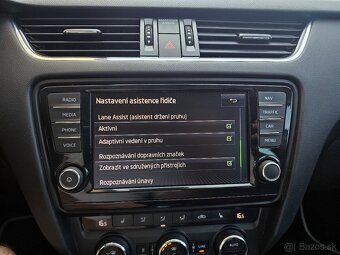 RADIO
MEDIA
PHONE
VOICE
Nastavení asistence řidiče
Lane Assist (asistent držení pruhu)
Aktivní
Adaptivní vedení v pruhu
Rozpoznávání dopravních značek
Zobrazit ve sdružených přístrojích
Rozpoznávání únavy
NAV
TRAFFIC
CAR
MENU
AUTO
©bazos.sk